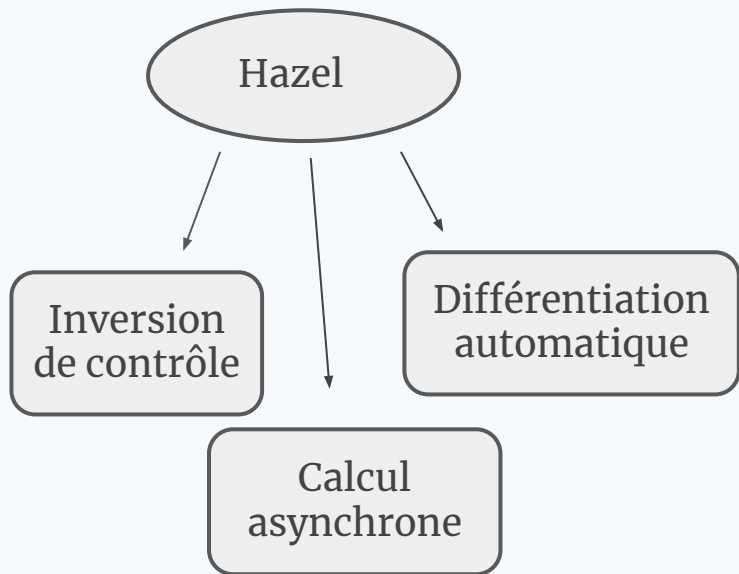 Hazel
Inversion
de contrôle
Différentiation
automatique
Calcul
asynchrone